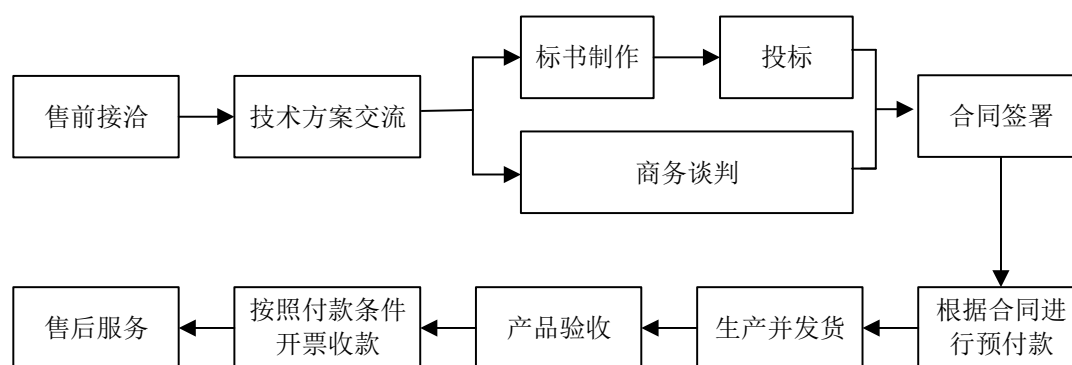 标书制作
投标
售前接洽
技术方案交流
合同签署
商务谈判
售后服务
按照付款条件
开票收款
产品验收
生产并发货
根据合同进
行预付款